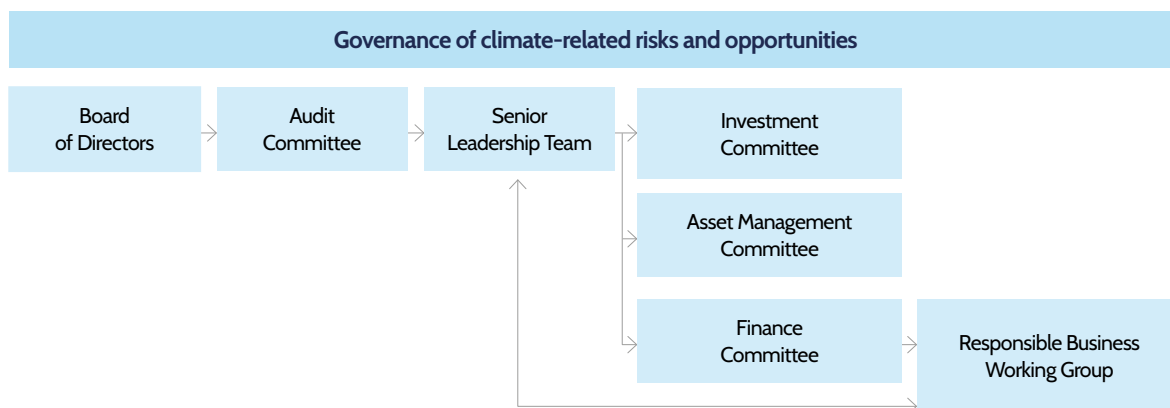 Governance of climate-related risks and opportunities
Board
of Directors
Audit
Committee
Senior
Leadership Team
Investment
Committee
Asset Management
Committee
Finance
Committee
Responsible Business
Working Group